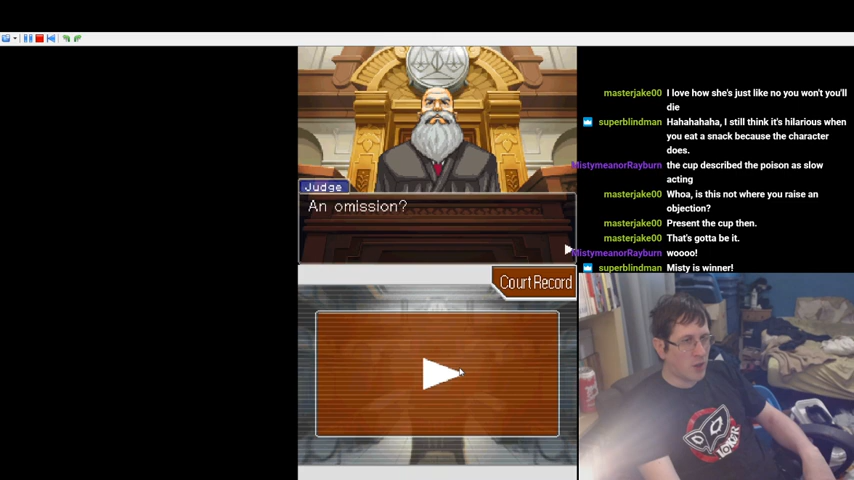 Judge
An omission?
Court Record
masterjake00 I love how she's just like no you won't you'll
die
superblindman Hahahahaha, I still think it's hilarious when
you eat a snack because the character
does.
MistymeanorRayburn the cup described the poison as slow
acting
masterjake00 Whoa, is this not where you raise an
objection?
masterjake00 Present the cup then.
masterjake00 That's gotta be it.
MistymeanorRayburn woooo!
superblindman Misty is winner!
JOKER